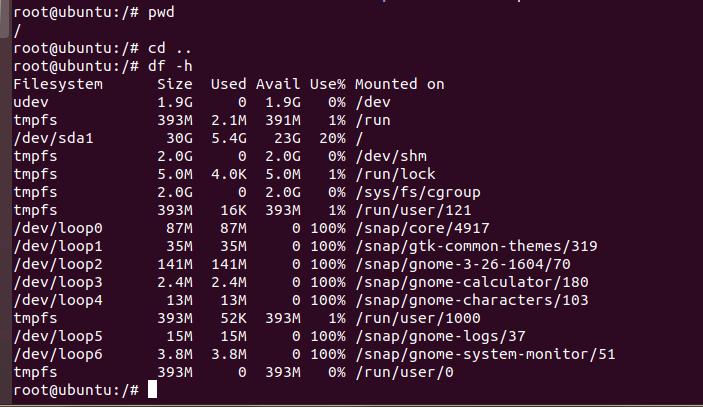 root@ubuntu:/# pwd
/
root@ubuntu:/# cd ..
root@ubuntu:/# df -h
Filesystem      Size  Used Avail Use% Mounted on
udev            1.9G     0  1.9G   0% /dev
tmpfs           393M  2.1M  391M   1% /run
/dev/sda1        30G  5.4G   23G  20% /
tmpfs           2.0G     0  2.0G   0% /dev/shm
tmpfs           5.0M  4.0K  5.0M   1% /run/lock
tmpfs           2.0G     0  2.0G   0% /sys/fs/cgroup
tmpfs           393M   16K  393M   1% /run/user/121
/dev/loop0       87M   87M     0 100% /snap/core/4917
/dev/loop1       35M   35M     0 100% /snap/gtk-common-themes/319
/dev/loop2      141M  141M     0 100% /snap/gnome-3-26-1604/70
/dev/loop3      2.4M  2.4M     0 100% /snap/gnome-calculator/180
/dev/loop4       13M   13M     0 100% /snap/gnome-characters/103
tmpfs           393M   52K  393M   1% /run/user/1000
/dev/loop5       15M   15M     0 100% /snap/gnome-logs/37
/dev/loop6      3.8M  3.8M     0 100% /snap/gnome-system-monitor/51
tmpfs           393M     0  393M   0% /run/user/0
root@ubuntu:/#